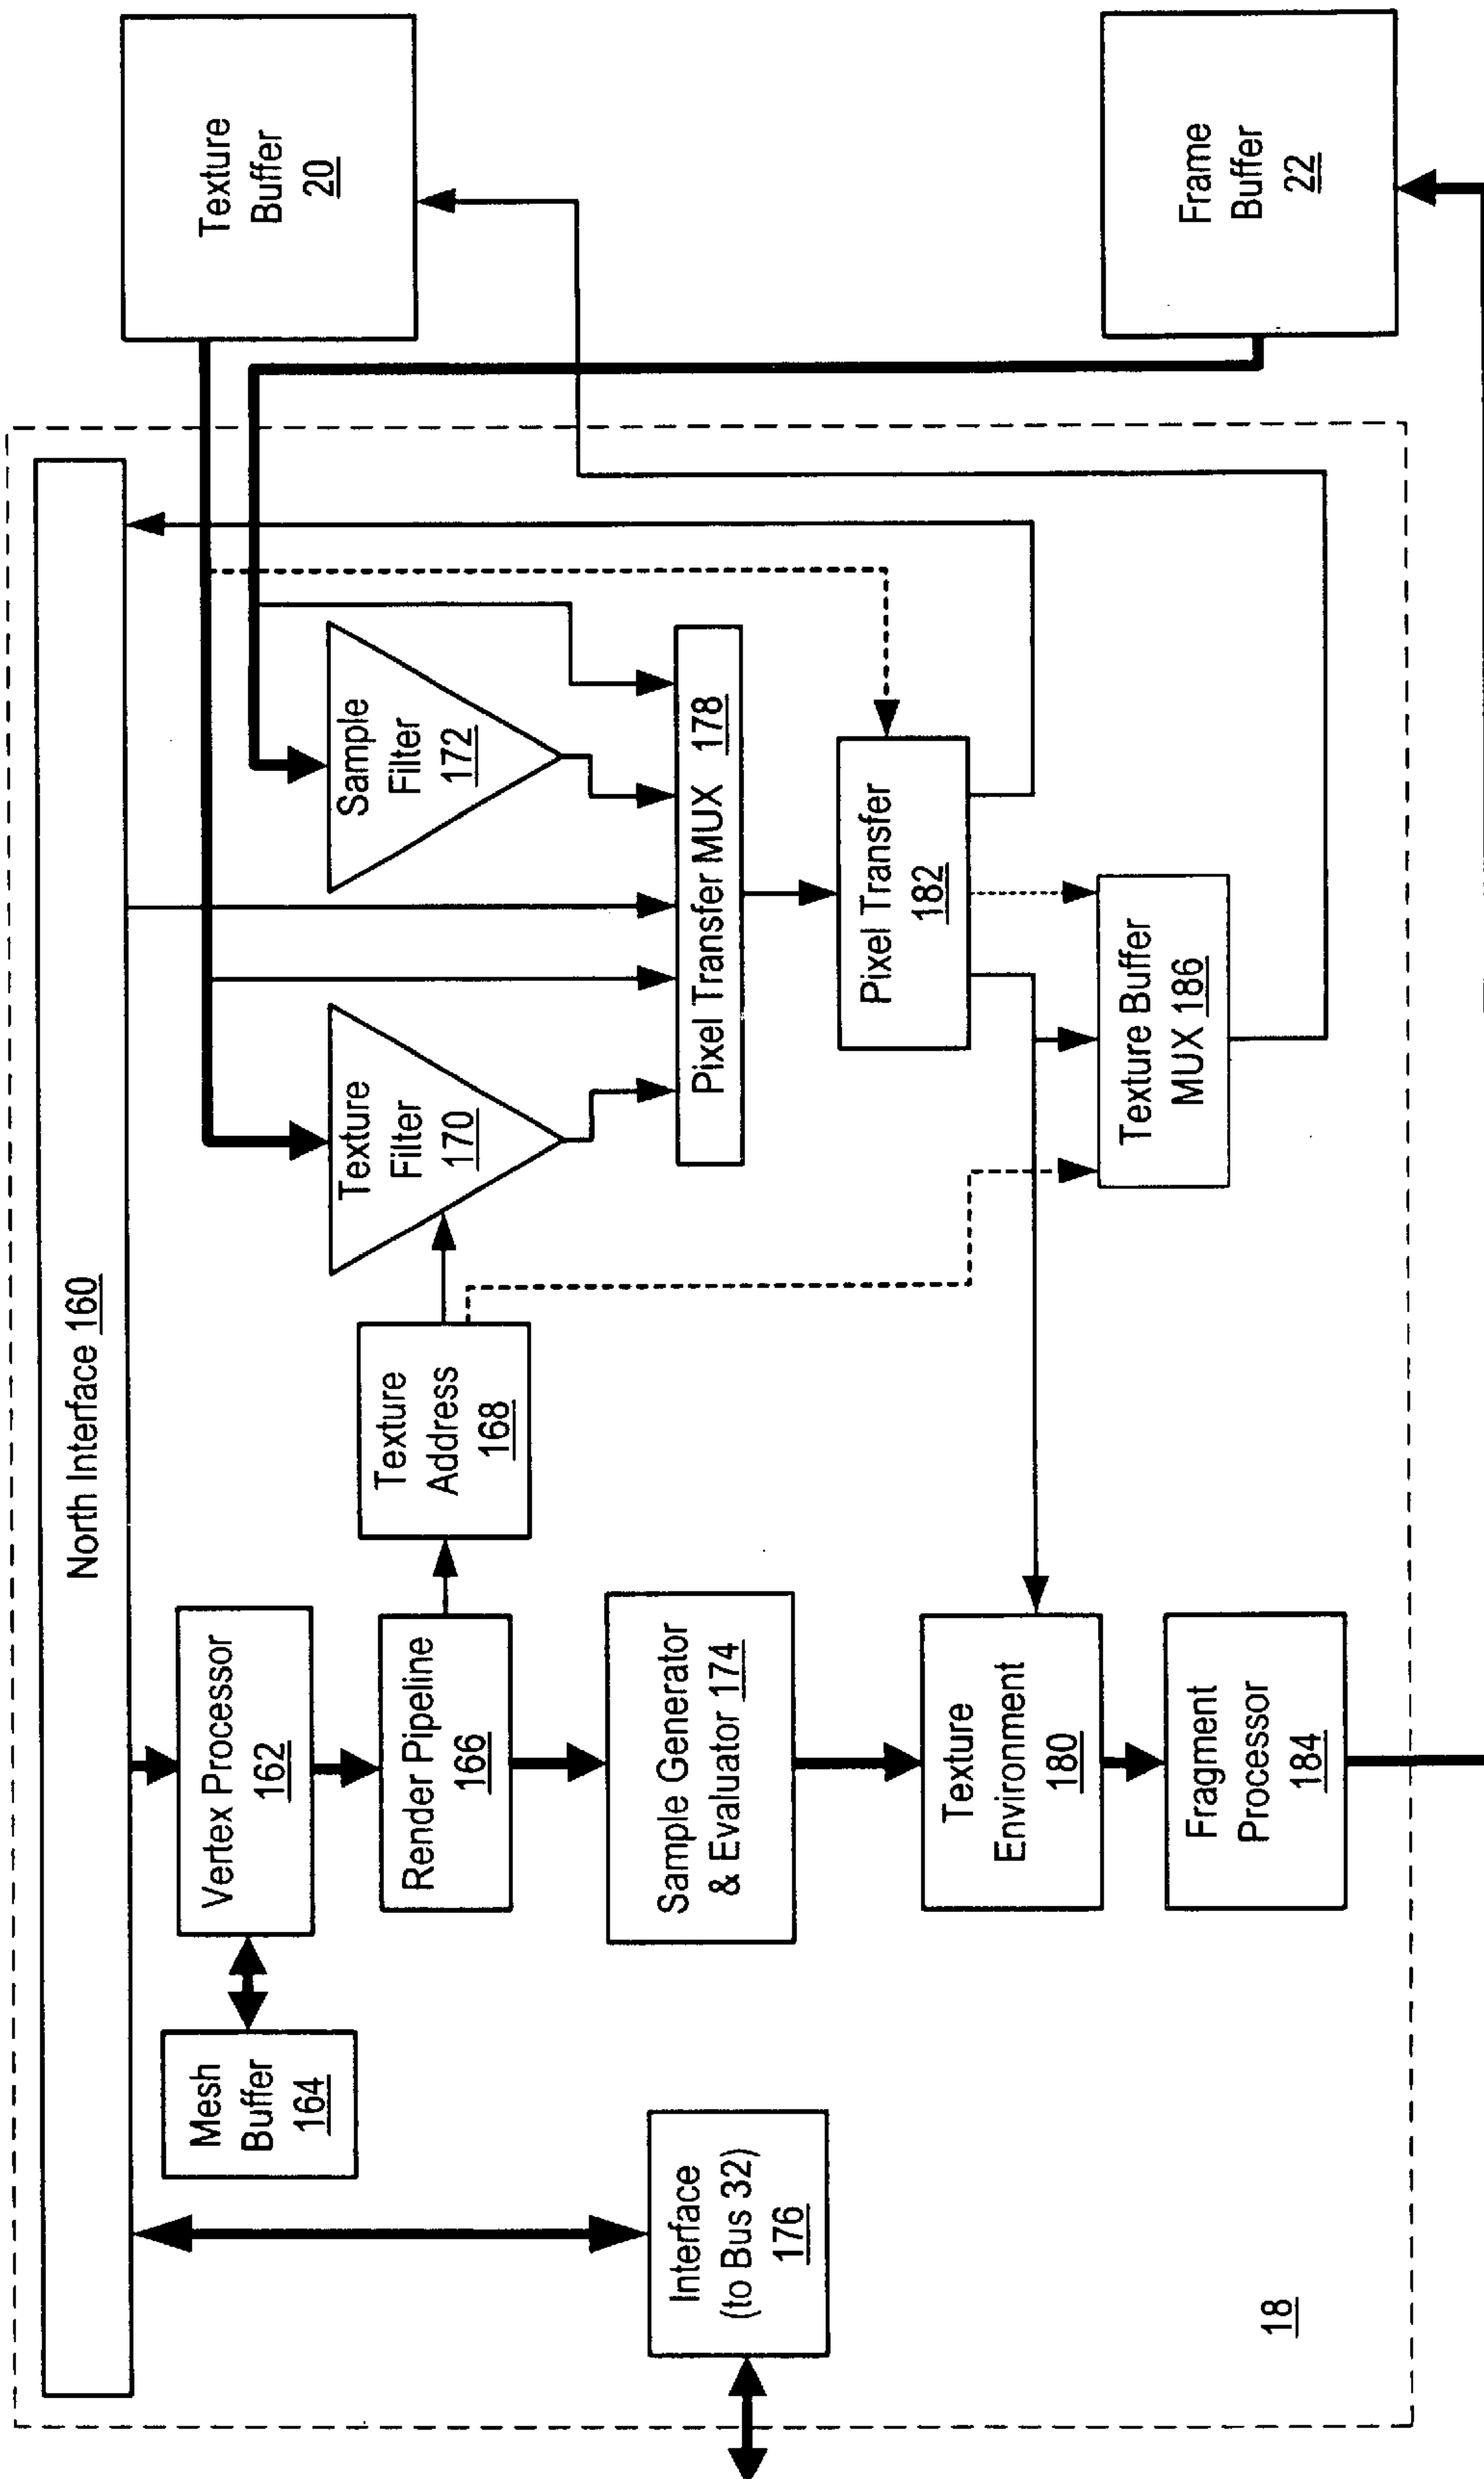 North Interface 160
Mesh
Buffer
164
Vertex Processor
162
Interface
(to Bus 32)
176
Render Pipeline
166
Texture
Address
168
Texture
Filter
170
Sample
Filter
172
Texture
Buffer
20
Sample Generator
& Evaluator 174
Pixel Transfer MUX 178
Pixel Transfer
182
Texture
Environment
180
Texture Buffer
MUX 186
Fragment
Processor
184
Frame
Buffer
22
18